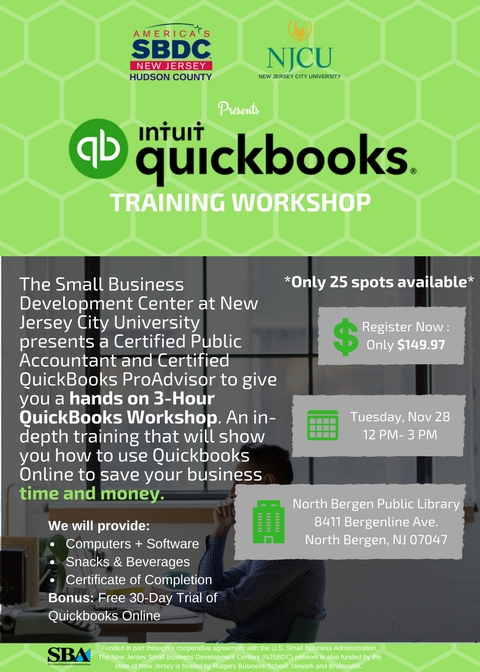 AMERICA'S
SBDC
NEW JERSEY
HUDSON COUNTY
NJCU
NEW JERSEY CITY UNIVERSITY
Presents
qb intuit quickbooks.®
TRAINING WORKSHOP
The Small Business
Development Center at New
Jersey City University
presents a Certified Public
Accountant and Certified
QuickBooks ProAdvisor to give
you a hands on 3-Hour
QuickBooks Workshop. An in-
depth training that will show
you how to use Quickbooks
Online to save your business
time and money.
We will provide:
• Computers + Software
• Snacks & Beverages
• Certificate of Completion
Bonus: Free 30-Day Trial of
Quickbooks Online
*Only 25 spots available*
$ Register Now :
Only $149.97
Tuesday, Nov 28
12 PM- 3 PM
North Bergen Public Library
8411 Bergenline Ave.
North Bergen, NJ 07047
SBA
U.S. Small Business Administration
Funded in part through a cooperative agreement with the U.S. Small Business Administration.
The New Jersey Small Business Development Centers (NJSBDC) network is also funded by the
state of New Jersey is hosted by Rutgers Business School: Newark and Brunswick